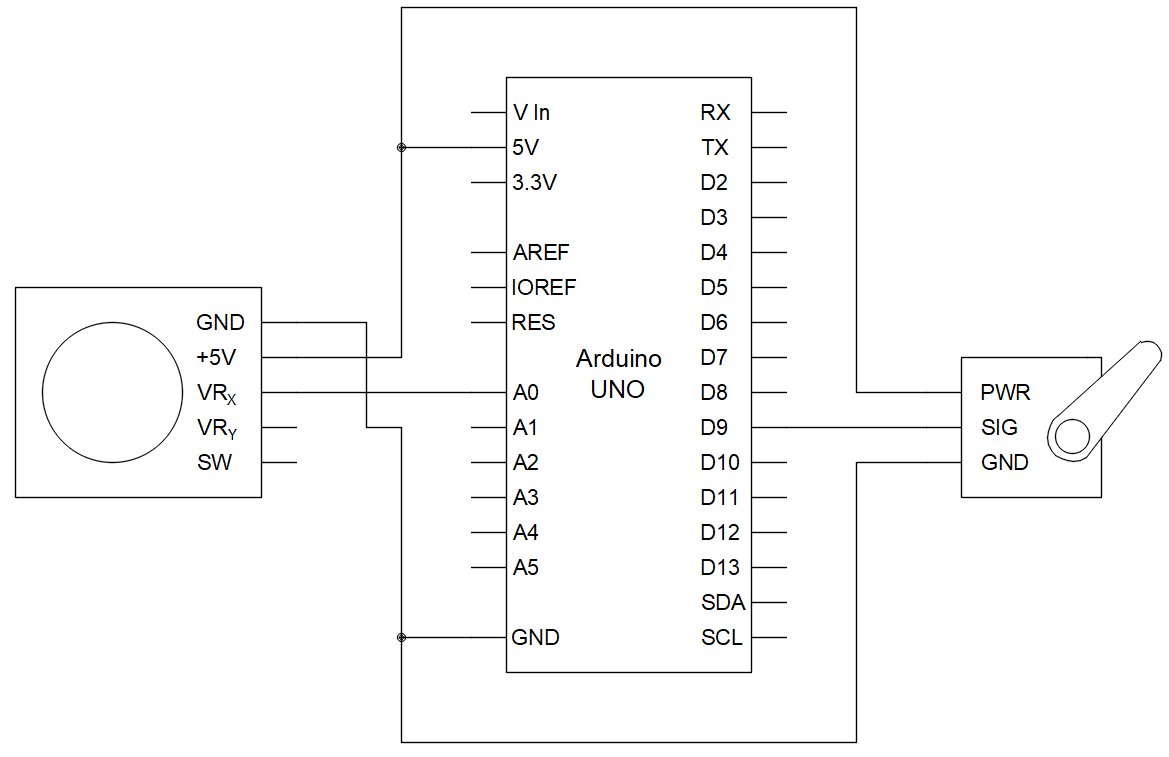 V In
5V
3.3V
AREF
IOREF
RES
A0
A1
A2
A3
A4
A5
GND
Arduino
UNO
RX
TX
D2
D3
D4
D5
D6
D7
D8
D9
D10
D11
D12
D13
SDA
SCL
GND
+5V
VRX
VRY
SW
PWR
SIG
GND